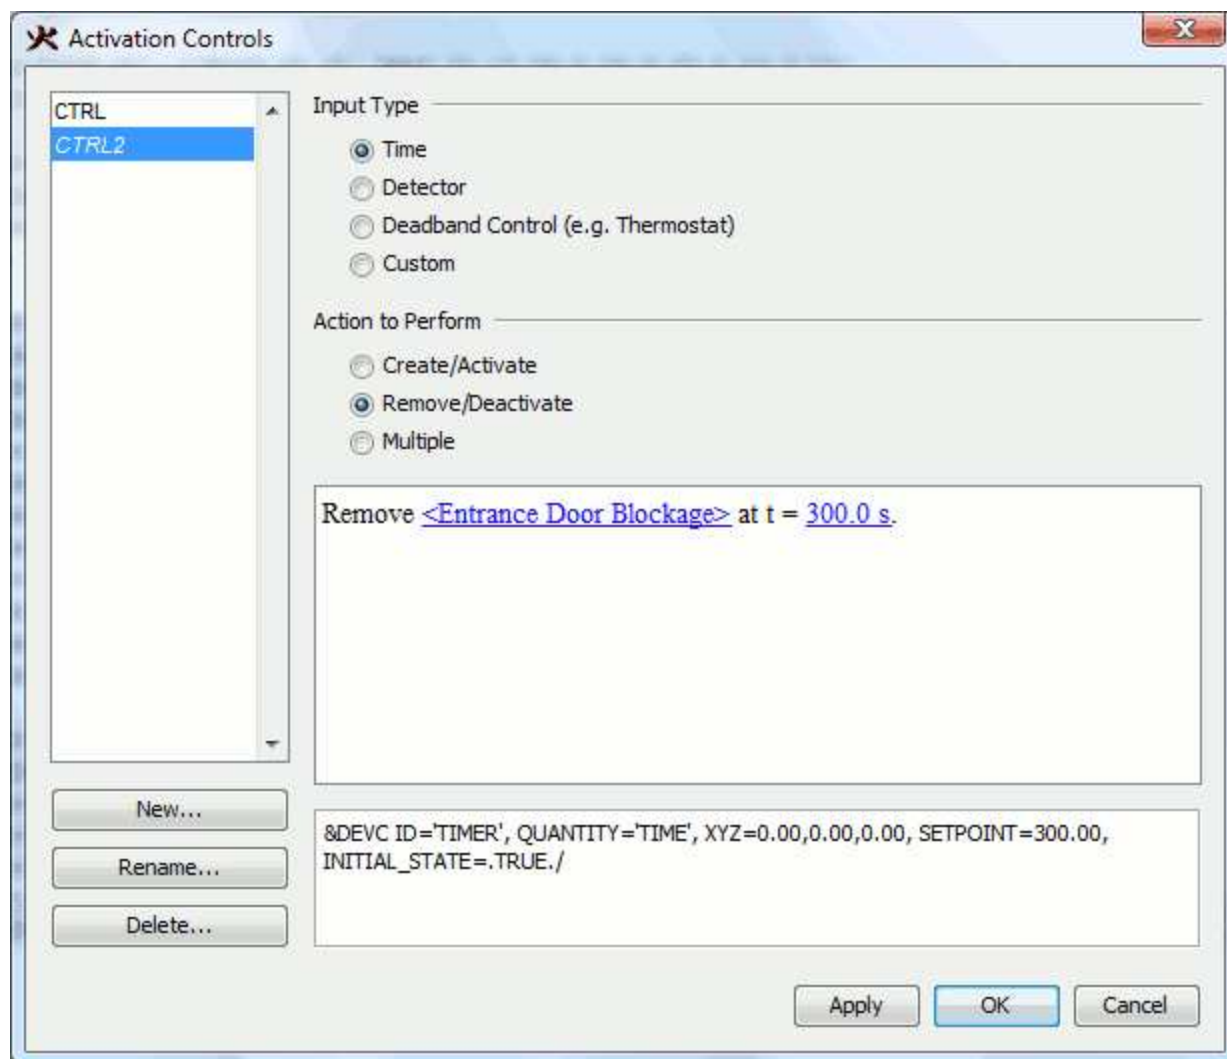 Activation Controls
CTRL
CTRL2
Input Type
Time
Detector
Deadband Control (e.g. Thermostat)
Custom
Action to Perform
Create/Activate
Remove/Deactivate
Multiple
Remove <Entrance Door Blockage> at t = 300.0 s.
New...
Rename...
Delete...
&DEVC ID='TIMER', QUANTITY='TIME', XYZ=0.00,0.00,0.00, SETPOINT=300.00,
INITIAL_STATE=.TRUE./
Apply
OK
Cancel